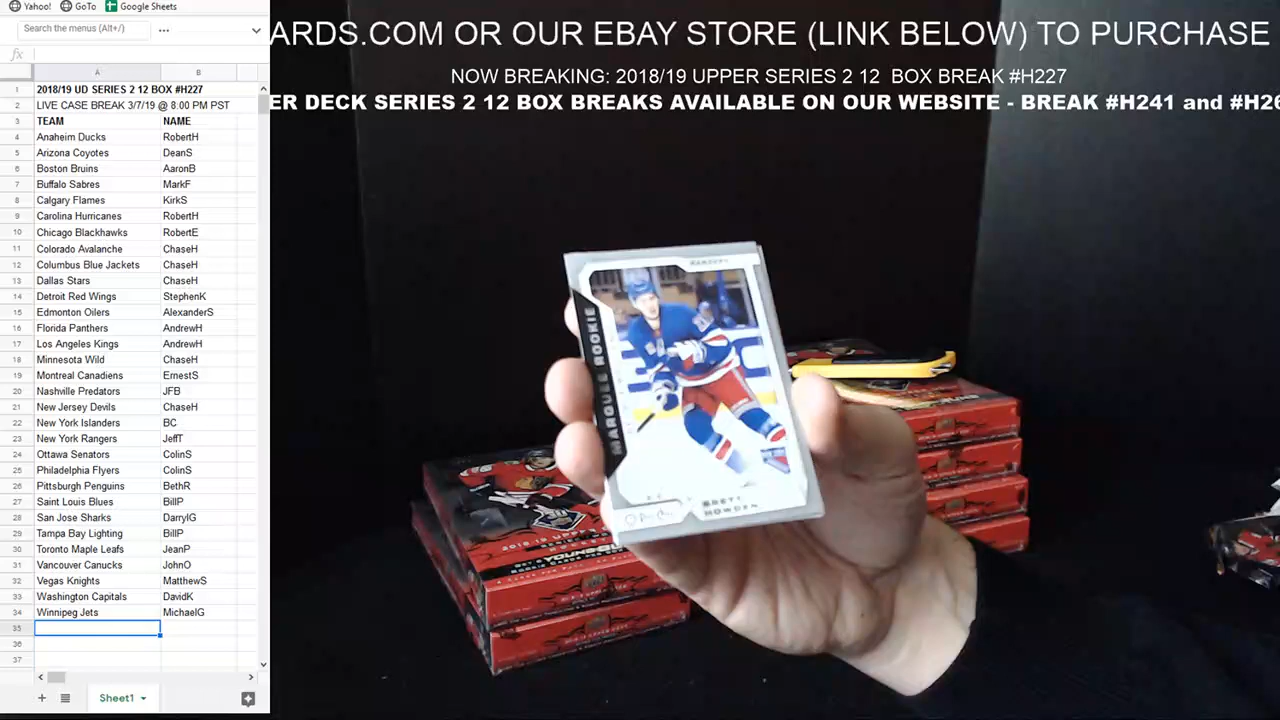 Yahoo! GoTo Google Sheets
Search the menus (Alt+/)
fx
A B
1 2018/19 UD SERIES 2 12 BOX #H227
2 LIVE CASE BREAK 3/7/19 @ 8:00 PM PST
3 TEAM NAME
4 Anaheim Ducks RobertH
5 Arizona Coyotes DeanS
6 Boston Bruins AaronB
7 Buffalo Sabres MarkF
8 Calgary Flames KirkS
9 Carolina Hurricanes RobertH
10 Chicago Blackhawks RobertE
11 Colorado Avalanche ChaseH
12 Columbus Blue Jackets ChaseH
13 Dallas Stars ChaseH
14 Detroit Red Wings StephenK
15 Edmonton Oilers AlexanderS
16 Florida Panthers AndrewH
17 Los Angeles Kings AndrewH
18 Minnesota Wild ChaseH
19 Montreal Canadiens ErnestS
20 Nashville Predators JFB
21 New Jersey Devils ChaseH
22 New York Islanders BC
23 New York Rangers JeffT
24 Ottawa Senators ColinS
25 Philadelphia Flyers ColinS
26 Pittsburgh Penguins BethR
27 Saint Louis Blues BillP
28 San Jose Sharks DarrylG
29 Tampa Bay Lighting BillP
30 Toronto Maple Leafs JeanP
31 Vancouver Canucks JohnO
32 Vegas Knights MatthewS
33 Washington Capitals DavidK
34 Winnipeg Jets MichaelG
35
36
37
Sheet1
ARDS.COM OR OUR EBAY STORE (LINK BELOW) TO PURCHASE
NOW BREAKING: 2018/19 UPPER SERIES 2 12 BOX BREAK #H227
ER DECK SERIES 2 12 BOX BREAKS AVAILABLE ON OUR WEBSITE - BREAK #H241 and #H26
RANGERS
MARQUEE ROOKIE
BRETT
HOWDEN